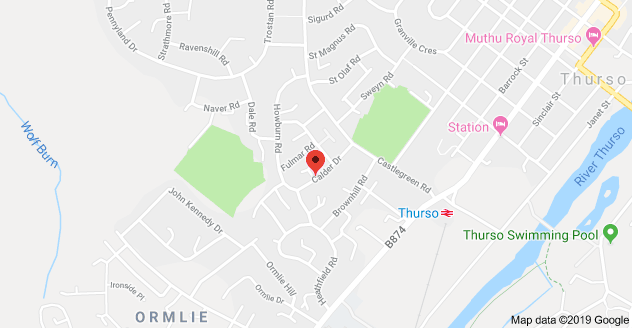 Pennyland Dr
Strathmore Rd
Trostan Rd
Sigurd Rd
St Magnus Rd
Granville Cres
Muthu Royal Thurso
Ravenshill Rd
St Olaf Rd
Sweyn Rd
Barrock St
Thurso
Sinclair St
Janet St
Naver Rd
Dale Rd
Howburn Rd
Station
Wolf Burn
Fulmar Rd
Calder Dr
Castlegreen Rd
River Thurso
John Kennedy Dr
Brownhill Rd
Thurso
B874
Thurso Swimming Pool
Ormlie Hill
Heathfield Rd
Ironside Pl
Ormlie Dr
ORMLIE
Map data ©2019 Google